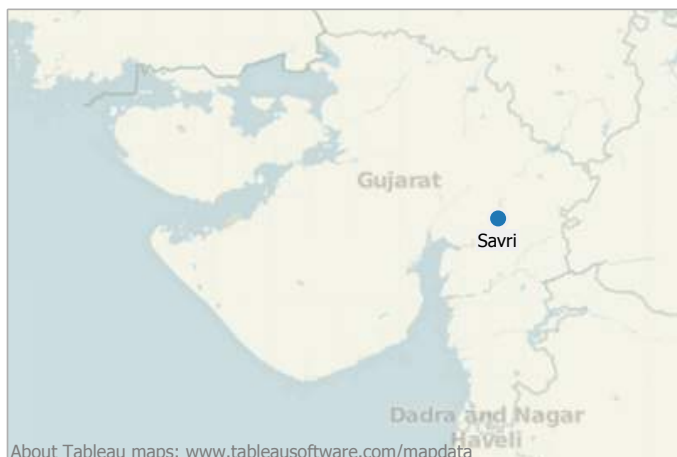 Gujarat
Savri
Dadra and Nagar
Haveli
About Tableau maps: www.tableausoftware.com/mapdata